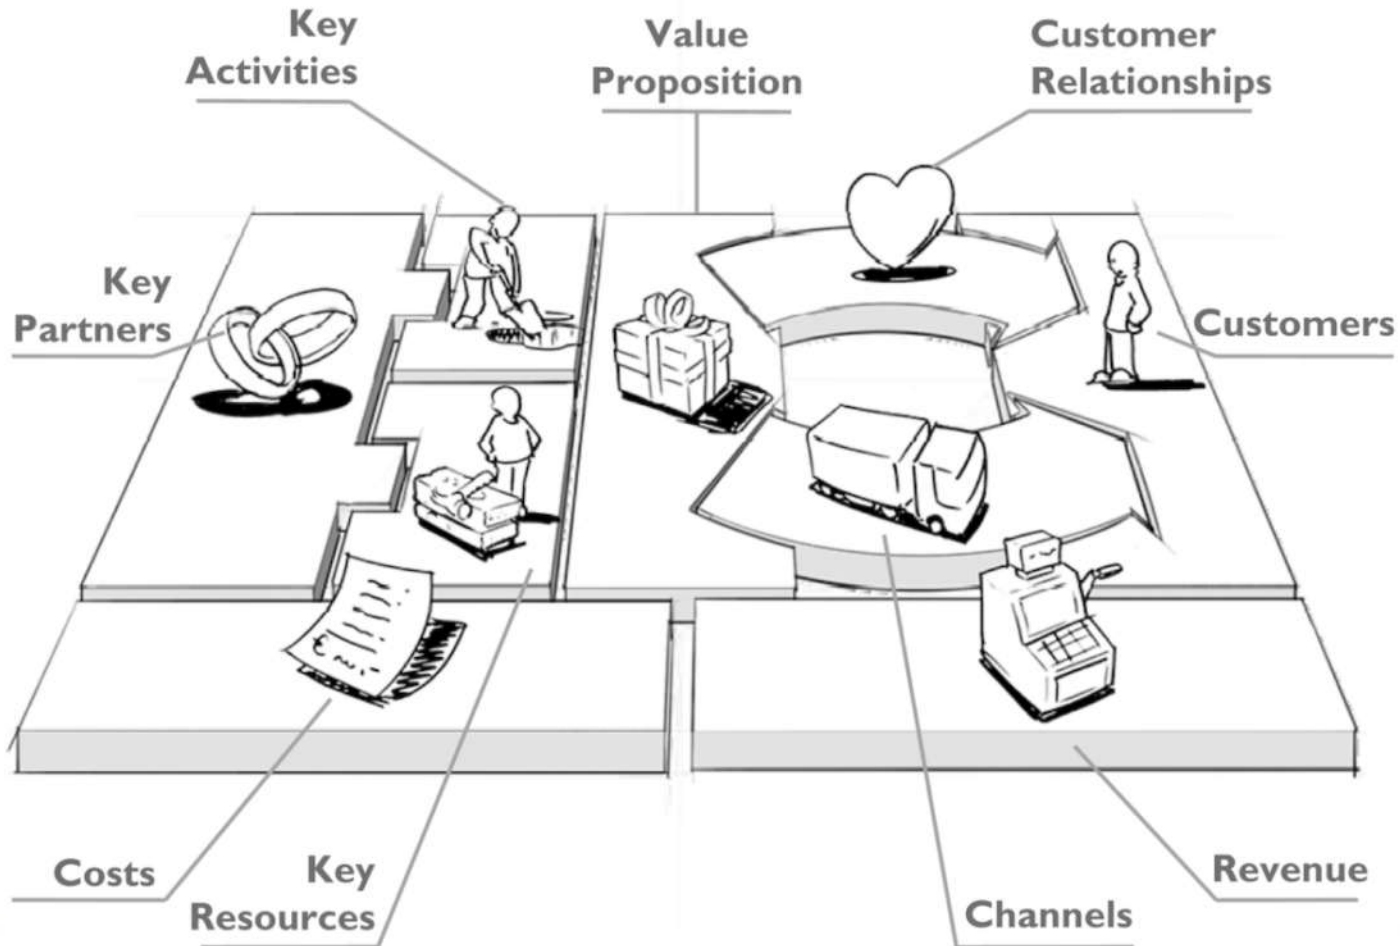 Key
Activities
Value
Proposition
Customer
Relationships
Key
Partners
Customers
Costs
Key
Resources
Channels
Revenue